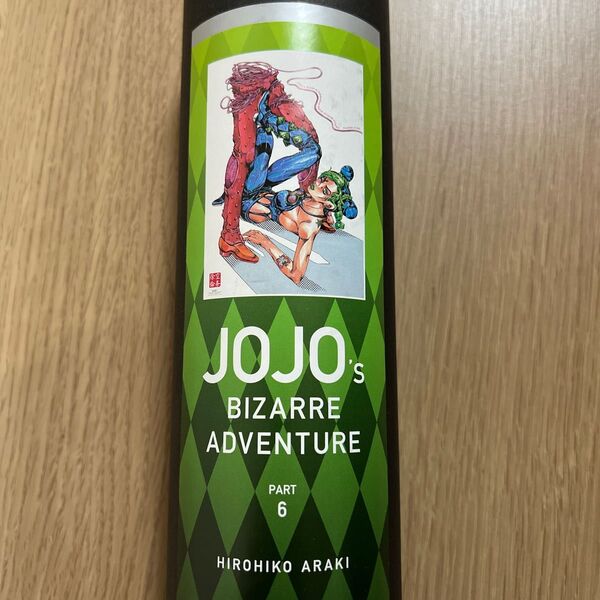 JOJO's
BIZARRE
ADVENTURE
PART
6
HIROHIKO ARAKI